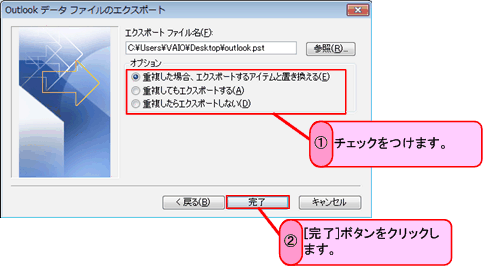 Outlook データ ファイルのエクスポート
エクスポート ファイル名(F):
C:¥Users¥VAIO¥Desktop¥outlook.pst
参照(R)...
オプション
重複した場合、エクスポートするアイテムと置き換える(E)
重複してもエクスポートする(A)
重複したらエクスポートしない(D)
① チェックをつけます。
< 戻る(B)
完了
キャンセル
② [完了]ボタンをクリックし
ます。